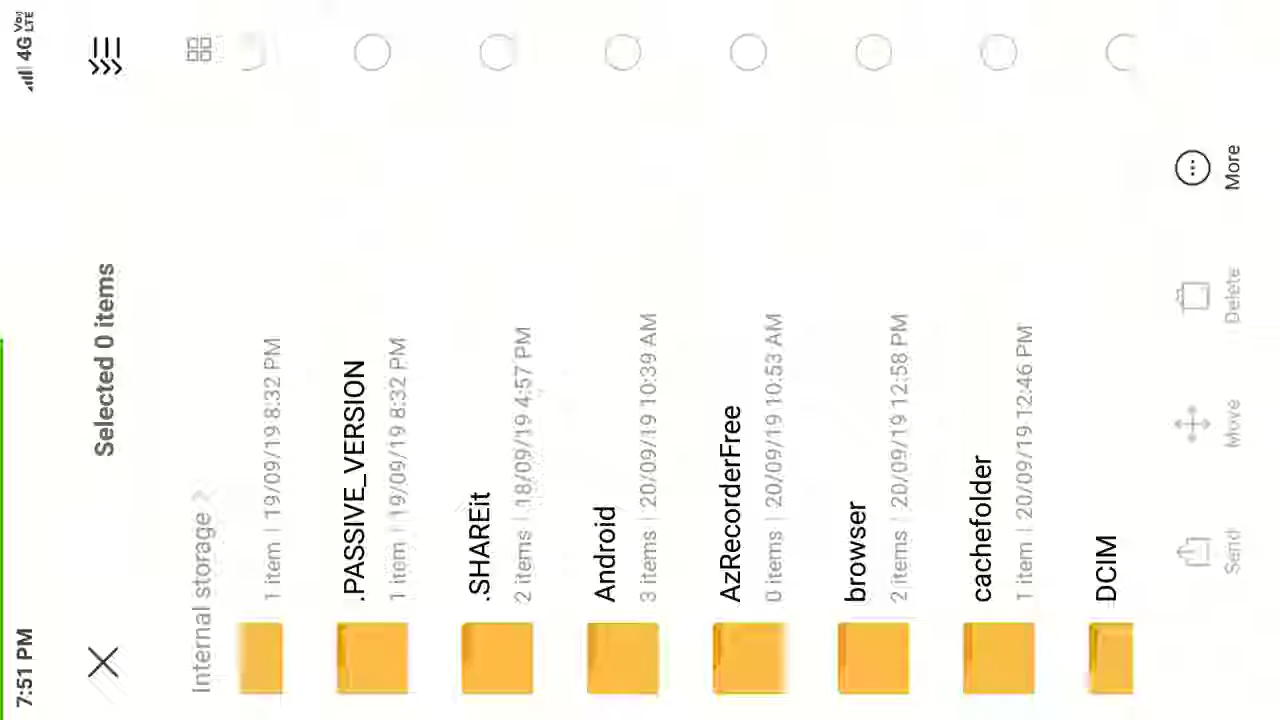 7:51 PM 4G Vo) LTE
Selected 0 items
Internal storage >
1 item | 19/09/19 8:32 PM
.PASSIVE_VERSION
1 item | 19/09/19 8:32 PM
.SHAREit
2 items | 18/09/19 4:57 PM
Android
3 items | 20/09/19 10:39 AM
AzRecorderFree
0 items | 20/09/19 10:53 AM
browser
2 items | 20/09/19 12:58 PM
cachefolder
1 item | 20/09/19 12:46 PM
DCIM
Send Move Delete More